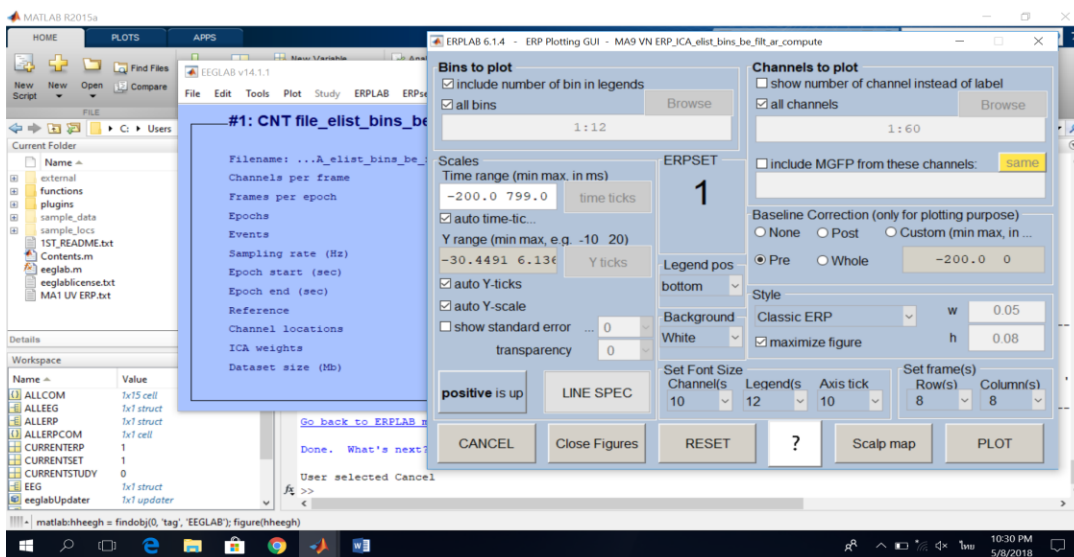 MATLAB R2015a
HOME PLOTS APPS
New Script
New
Open
Find Files
Compare
New Variable
FILE
C: Users
Current Folder
Name
external
functions
plugins
sample_data
sample_locs
1ST_README.txt
Contents.m
eeglab.m
eeglablicense.txt
MA1 UV ERP.txt
Details
Workspace
Name Value
ALLCOM 1x15 cell
ALLEEG 1x1 struct
ALLERP 1x1 struct
ALLERPCOM 1x1 cell
CURRENTERP 1
CURRENTSET 1
CURRENTSTUDY 0
EEG 1x1 struct
eeglabUpdater 1x1 updater
EEGLAB v14.1.1
File Edit Tools Plot Study ERPLAB ERPse
#1: CNT file_elist_bins_be
Filename: ...A_elist_bins_be_
Channels per frame
Frames per epoch
Epochs
Events
Sampling rate (Hz)
Epoch start (sec)
Epoch end (sec)
Reference
Channel locations
ICA weights
Dataset size (Mb)
Go back to ERPLAB
Done. What's next?
User selected Cancel
fx >>
ERPLAB 6.1.4 - ERP Plotting GUI - MA9 VN ERP_ICA_elist_bins_be_filt_ar_compute
Bins to plot
include number of bin in legends
all bins Browse
1:12
Channels to plot
show number of channel instead of label
all channels Browse
1:60
include MGFP from these channels: same
Scales
Time range (min max, in ms)
-200.0 799.0 time ticks
auto time-tic...
Y range (min max, e.g. -10 20)
-30.4491 6.136 Y ticks
auto Y-ticks
auto Y-scale
show standard error ... 0
transparency 0
positive is up LINE SPEC
ERPSET
1
Legend pos
bottom
Background
White
Baseline Correction (only for plotting purpose)
None Post Custom (min max, in ...
Pre Whole -200.0 0
Style
Classic ERP w 0.05
maximize figure h 0.08
Set Font Size
Channel(s Legend(s Axis tick
10 12 10
Set frame(s)
Row(s) Column(s)
8 8
CANCEL Close Figures RESET ? Scalp map PLOT
matlab:hheegh = findobj(0, 'tag', 'EEGLAB'); figure(hheegh)
ไทย
10:30 PM
5/8/2018